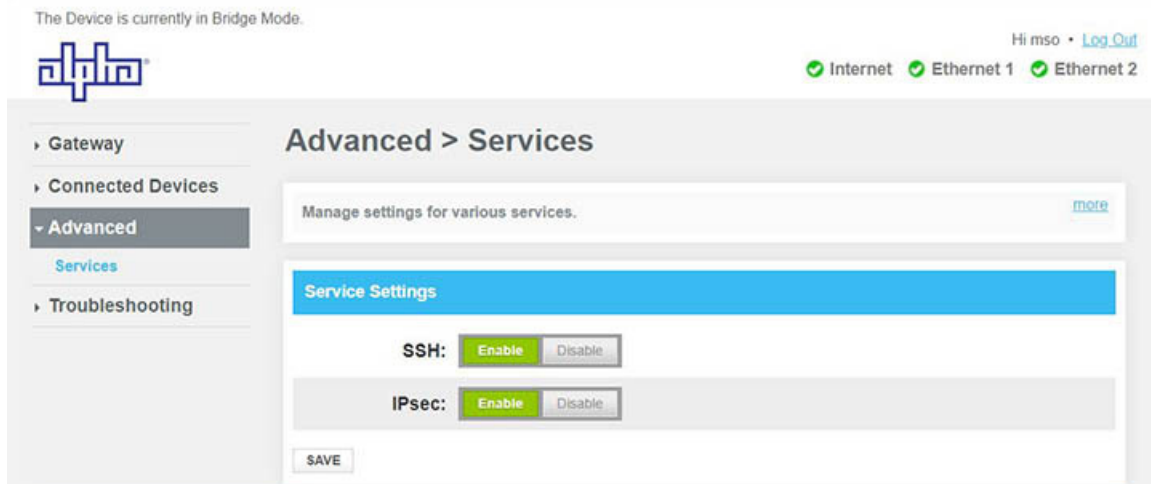 The Device is currently in Bridge Mode.
alpha
Hi mso • Log Out
Internet Ethernet 1 Ethernet 2
Gateway
Connected Devices
Advanced
Services
Troubleshooting
Advanced > Services
Manage settings for various services.
more
Service Settings
SSH: Enable Disable
IPsec: Enable Disable
SAVE